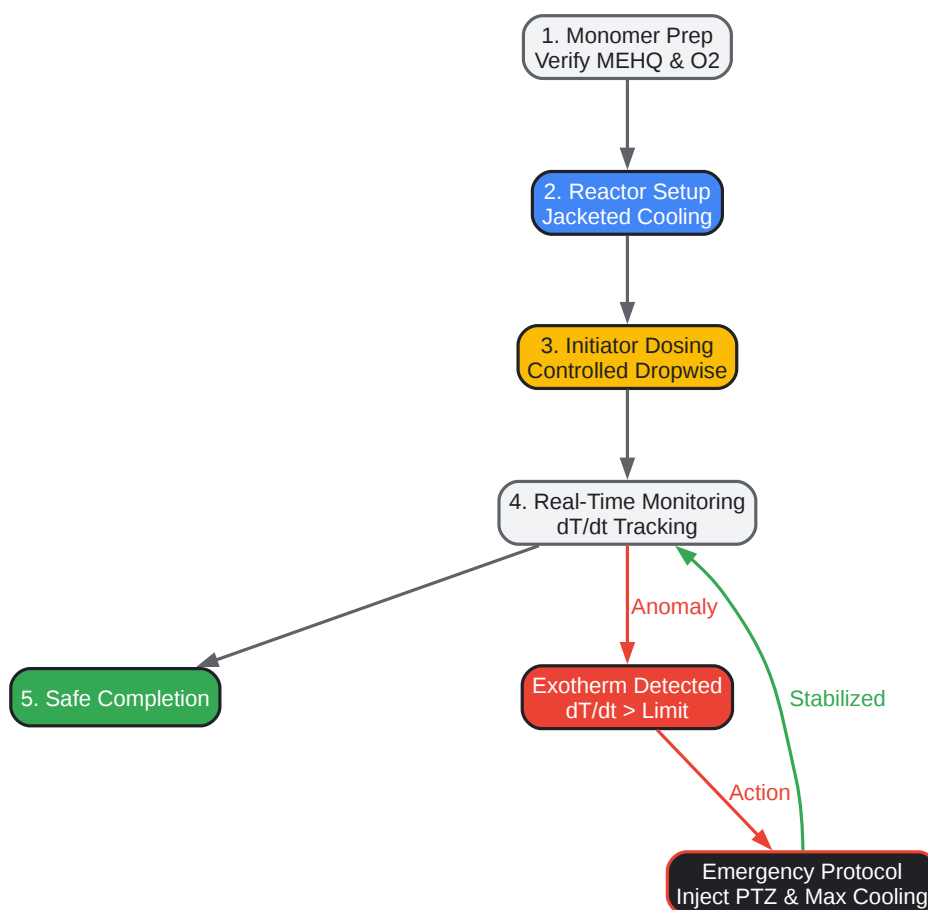 1. Monomer Prep
Verify MEHQ & O2
2. Reactor Setup
Jacketed Cooling
3. Initiator Dosing
Controlled Dropwise
4. Real-Time Monitoring
dT/dt Tracking
Anomaly
5. Safe Completion
Exotherm Detected
dT/dt > Limit
Stabilized
Action
Emergency Protocol
Inject PTZ & Max Cooling